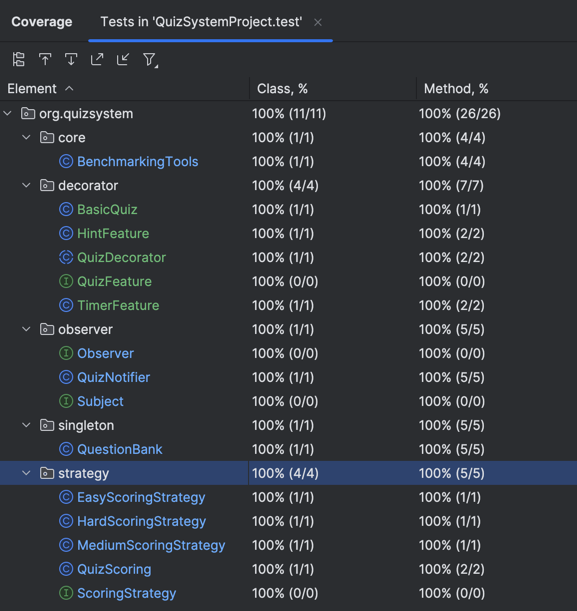 Coverage Tests in 'QuizSystemProject.test' ×
Element Class, % Method, %
org.quizsystem 100% (11/11) 100% (26/26)
core 100% (1/1) 100% (4/4)
C BenchmarkingTools 100% (1/1) 100% (4/4)
decorator 100% (4/4) 100% (7/7)
C BasicQuiz 100% (1/1) 100% (1/1)
C HintFeature 100% (1/1) 100% (2/2)
C QuizDecorator 100% (1/1) 100% (2/2)
I QuizFeature 100% (0/0) 100% (0/0)
C TimerFeature 100% (1/1) 100% (2/2)
observer 100% (1/1) 100% (5/5)
I Observer 100% (0/0) 100% (0/0)
C QuizNotifier 100% (1/1) 100% (5/5)
I Subject 100% (0/0) 100% (0/0)
singleton 100% (1/1) 100% (5/5)
C QuestionBank 100% (1/1) 100% (5/5)
strategy 100% (4/4) 100% (5/5)
C EasyScoringStrategy 100% (1/1) 100% (1/1)
C HardScoringStrategy 100% (1/1) 100% (1/1)
C MediumScoringStrategy 100% (1/1) 100% (1/1)
C QuizScoring 100% (1/1) 100% (2/2)
I ScoringStrategy 100% (0/0) 100% (0/0)